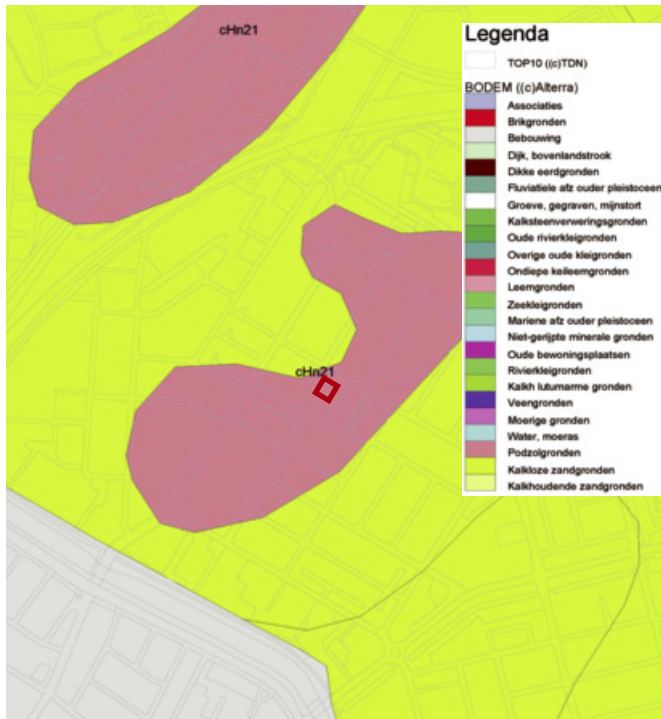 cHn21
cHn21
Legenda
TOP10 ((c)TDN)
BODEM ((c)Alterra)
Associaties
Brikgronden
Bebouwing
Dijk, bovenlandstrook
Dikke eerdgronden
Fluviatiele afz ouder pleistoceen
Groeve, gegraven, mijnstort
Kalksteenverweringsgronden
Oude rivierkleigronden
Overige oude kleigronden
Ondiepe keileemgronden
Leemgronden
Zeekleigronden
Mariene afz ouder pleistoceen
Niet-gerijpte minerale gronden
Oude bewoningsplaatsen
Rivierkleigronden
Kalkh lutumarme gronden
Veengronden
Moerige gronden
Water, moeras
Podzolgronden
Kalkloze zandgronden
Kalkhoudende zandgronden